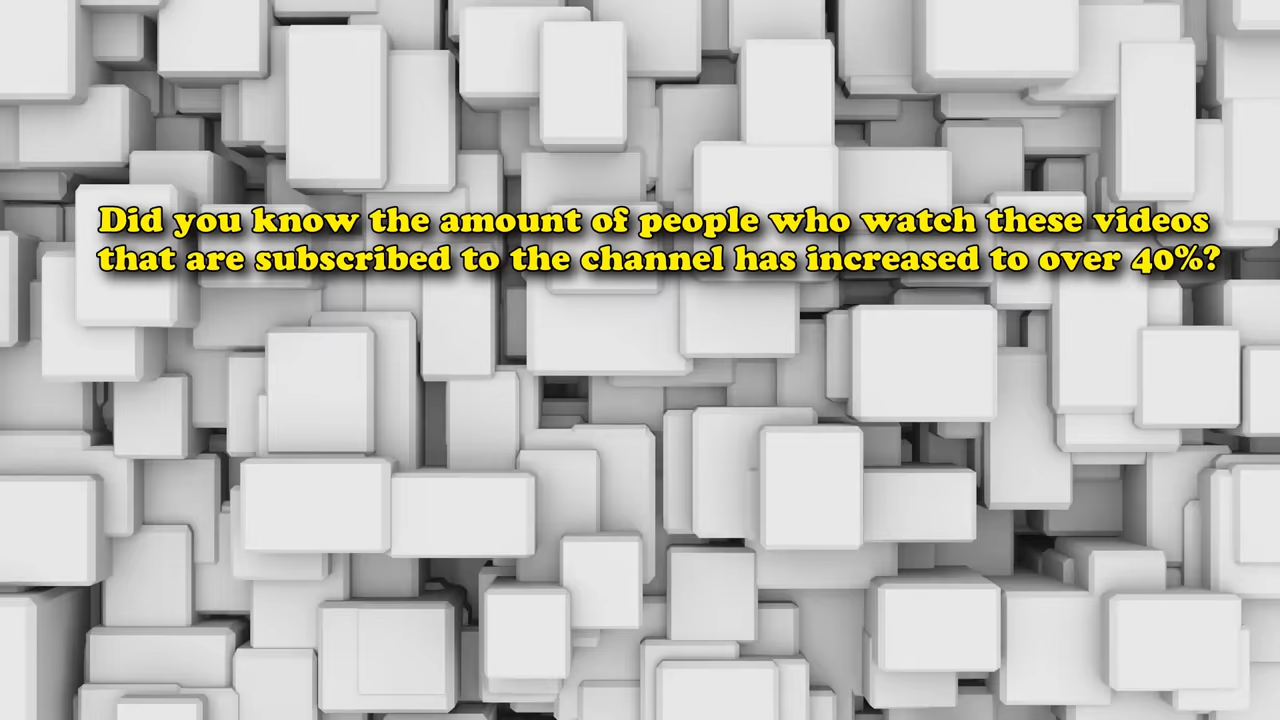 Did you know the amount of people who watch these videos
that are subscribed to the channel has increased to over 40%?